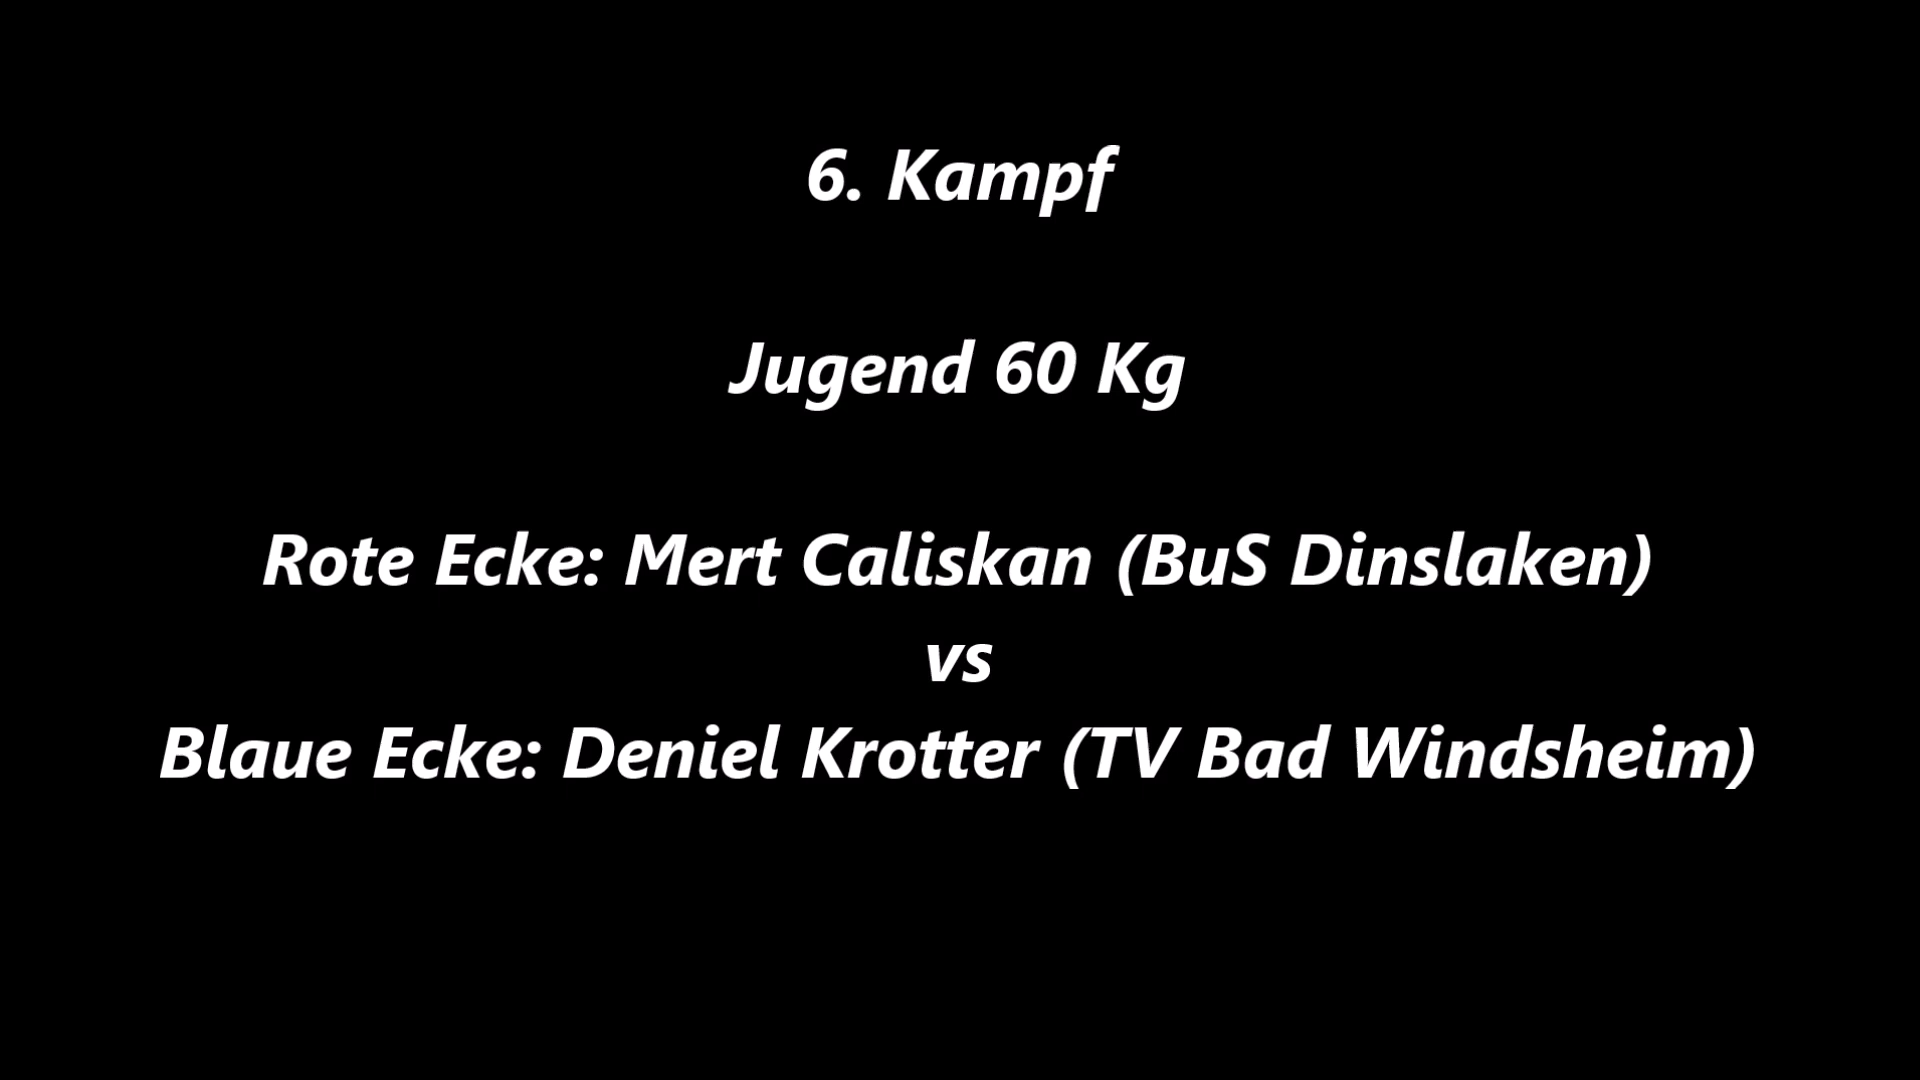 6. Kampf
Jugend 60 Kg
Rote Ecke: Mert Caliskan (BuS Dinslaken)
vs
Blaue Ecke: Deniel Krotter (TV Bad Windsheim)